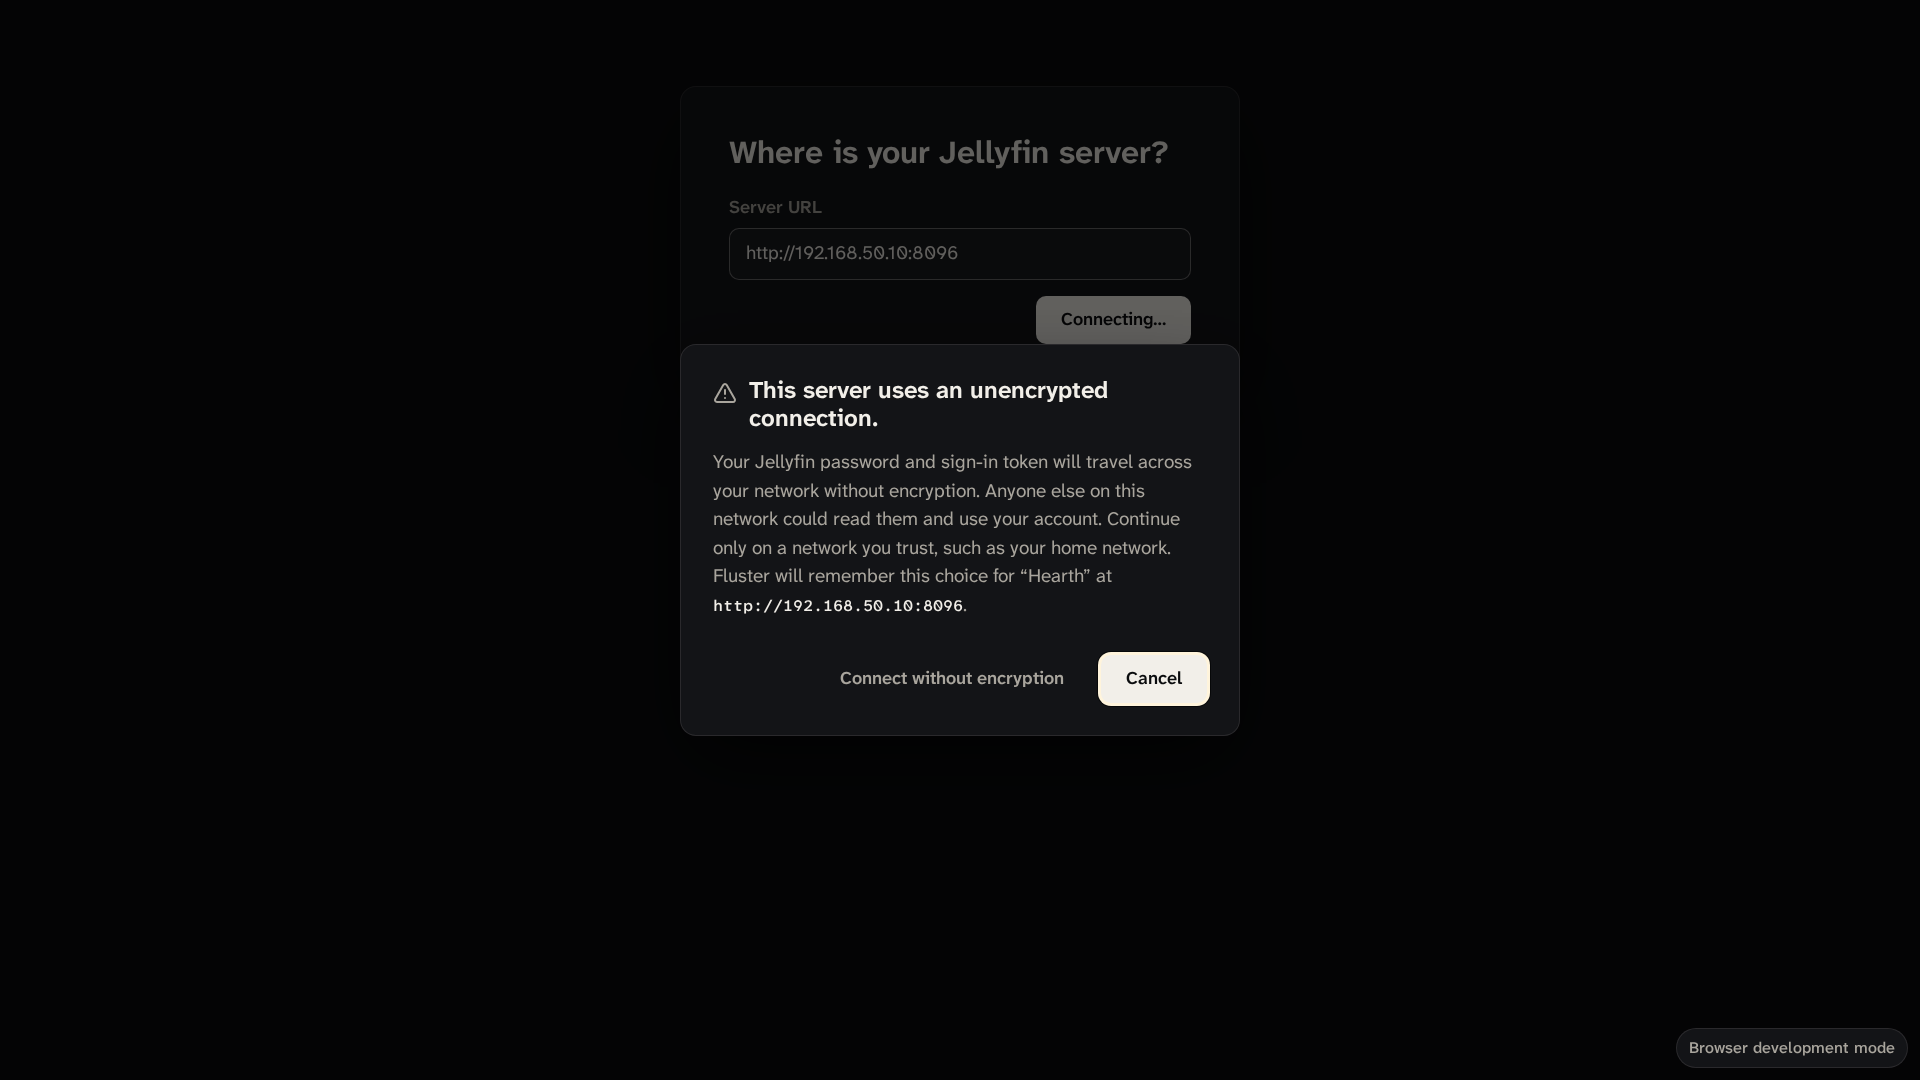 Where is your Jellyfin server?
Server URL
http://192.168.50.10:8096
Connecting...
This server uses an unencrypted
connection.
Your Jellyfin password and sign-in token will travel across
your network without encryption. Anyone else on this
network could read them and use your account. Continue
only on a network you trust, such as your home network.
Fluster will remember this choice for “Hearth” at
http://192.168.50.10:8096.
Connect without encryption
Cancel
Browser development mode